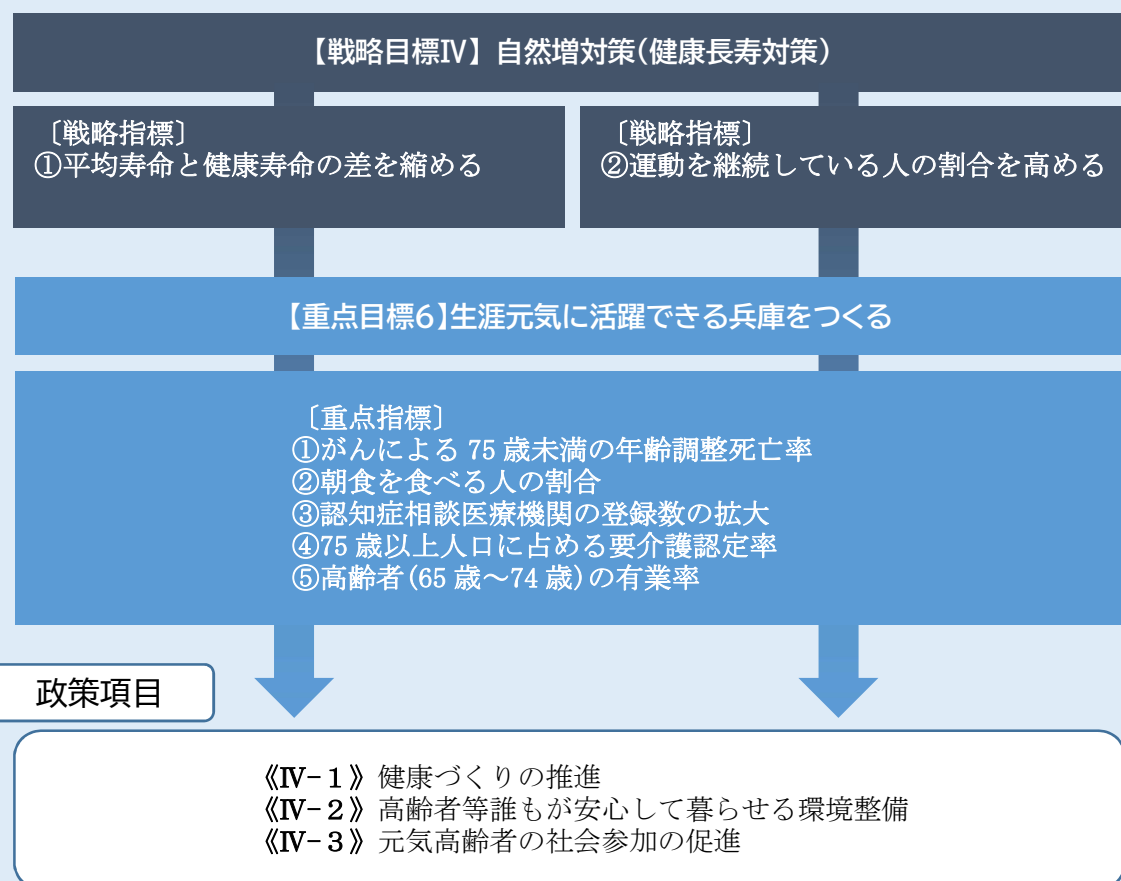 【戦略目標Ⅳ】自然増対策(健康長寿対策)
〔戦略指標〕
①平均寿命と健康寿命の差を縮める
〔戦略指標〕
②運動を継続している人の割合を高める
【重点目標6】生涯元気に活躍できる兵庫をつくる
〔重点指標〕
①がんによる 75 歳未満の年齢調整死亡率
②朝食を食べる人の割合
③認知症相談医療機関の登録数の拡大
④75 歳以上人口に占める要介護認定率
⑤高齢者(65 歳～74 歳)の有業率
政策項目
《Ⅳ-１》健康づくりの推進
《Ⅳ-２》高齢者等誰もが安心して暮らせる環境整備
《Ⅳ-３》元気高齢者の社会参加の促進